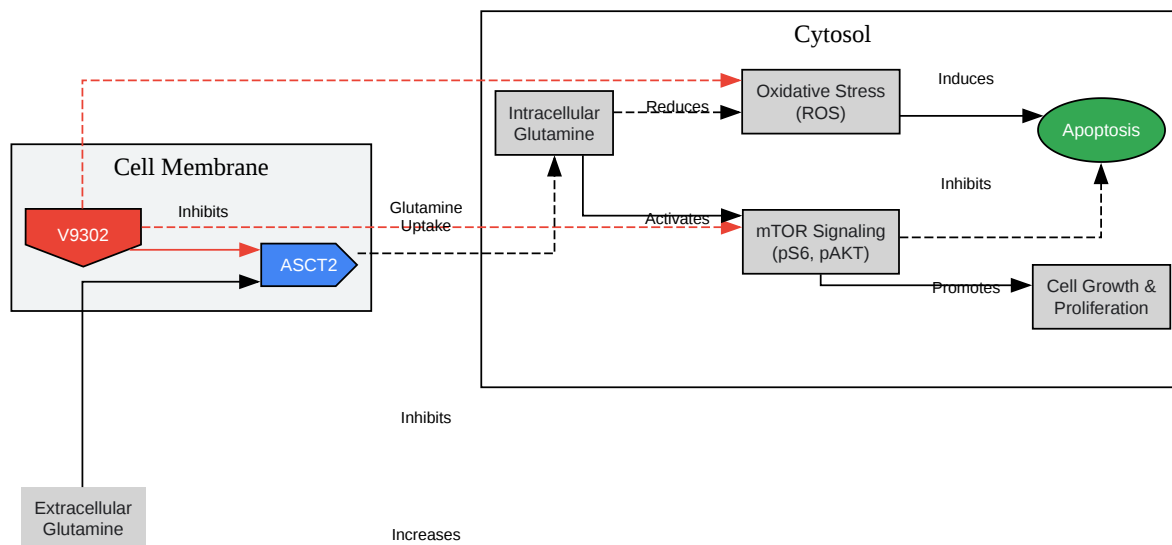 Cytosol
Induces
Oxidative Stress
(ROS)
Intracellular
Glutamine
Reduces
Apoptosis
Cell Membrane
Inhibits
Inhibits
Glutamine
Uptake
Activates
V9302
mTOR Signaling
(pS6, pAKT)
ASCT2
Promotes
Cell Growth &
Proliferation
Inhibits
Extracellular
Glutamine
Increases